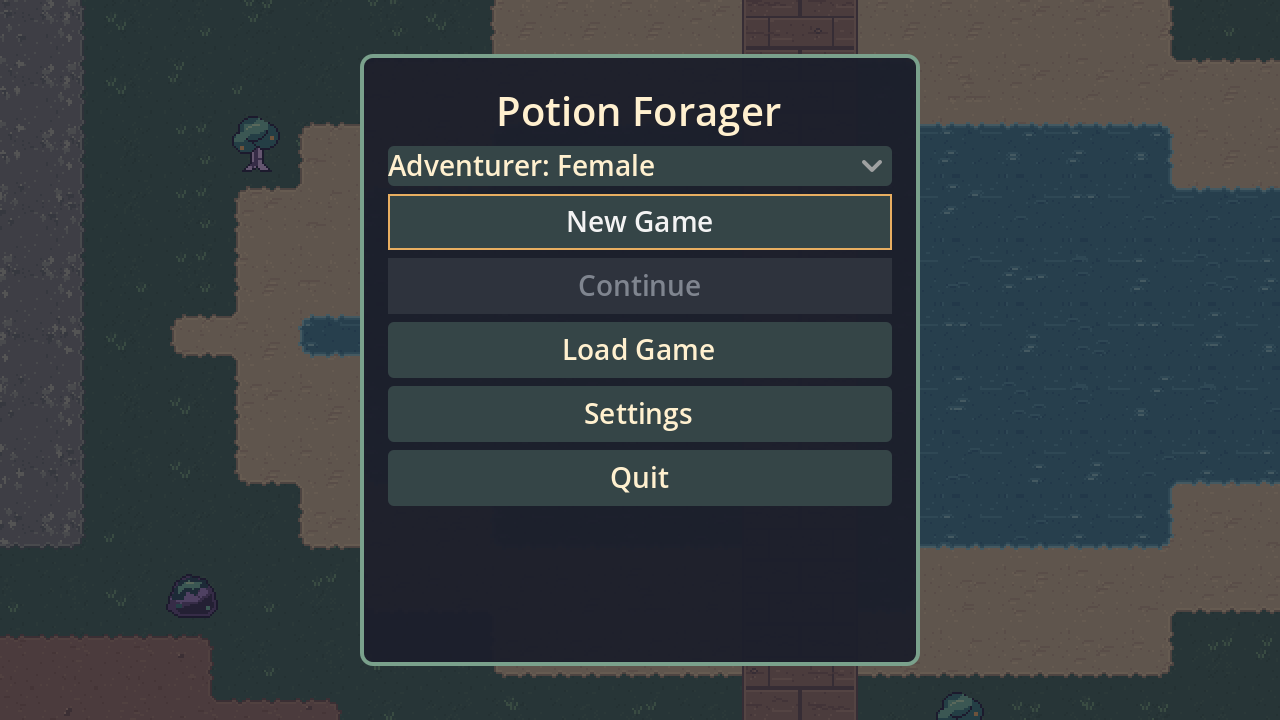 Potion Forager
Adventurer: Female
New Game
Continue
Load Game
Settings
Quit